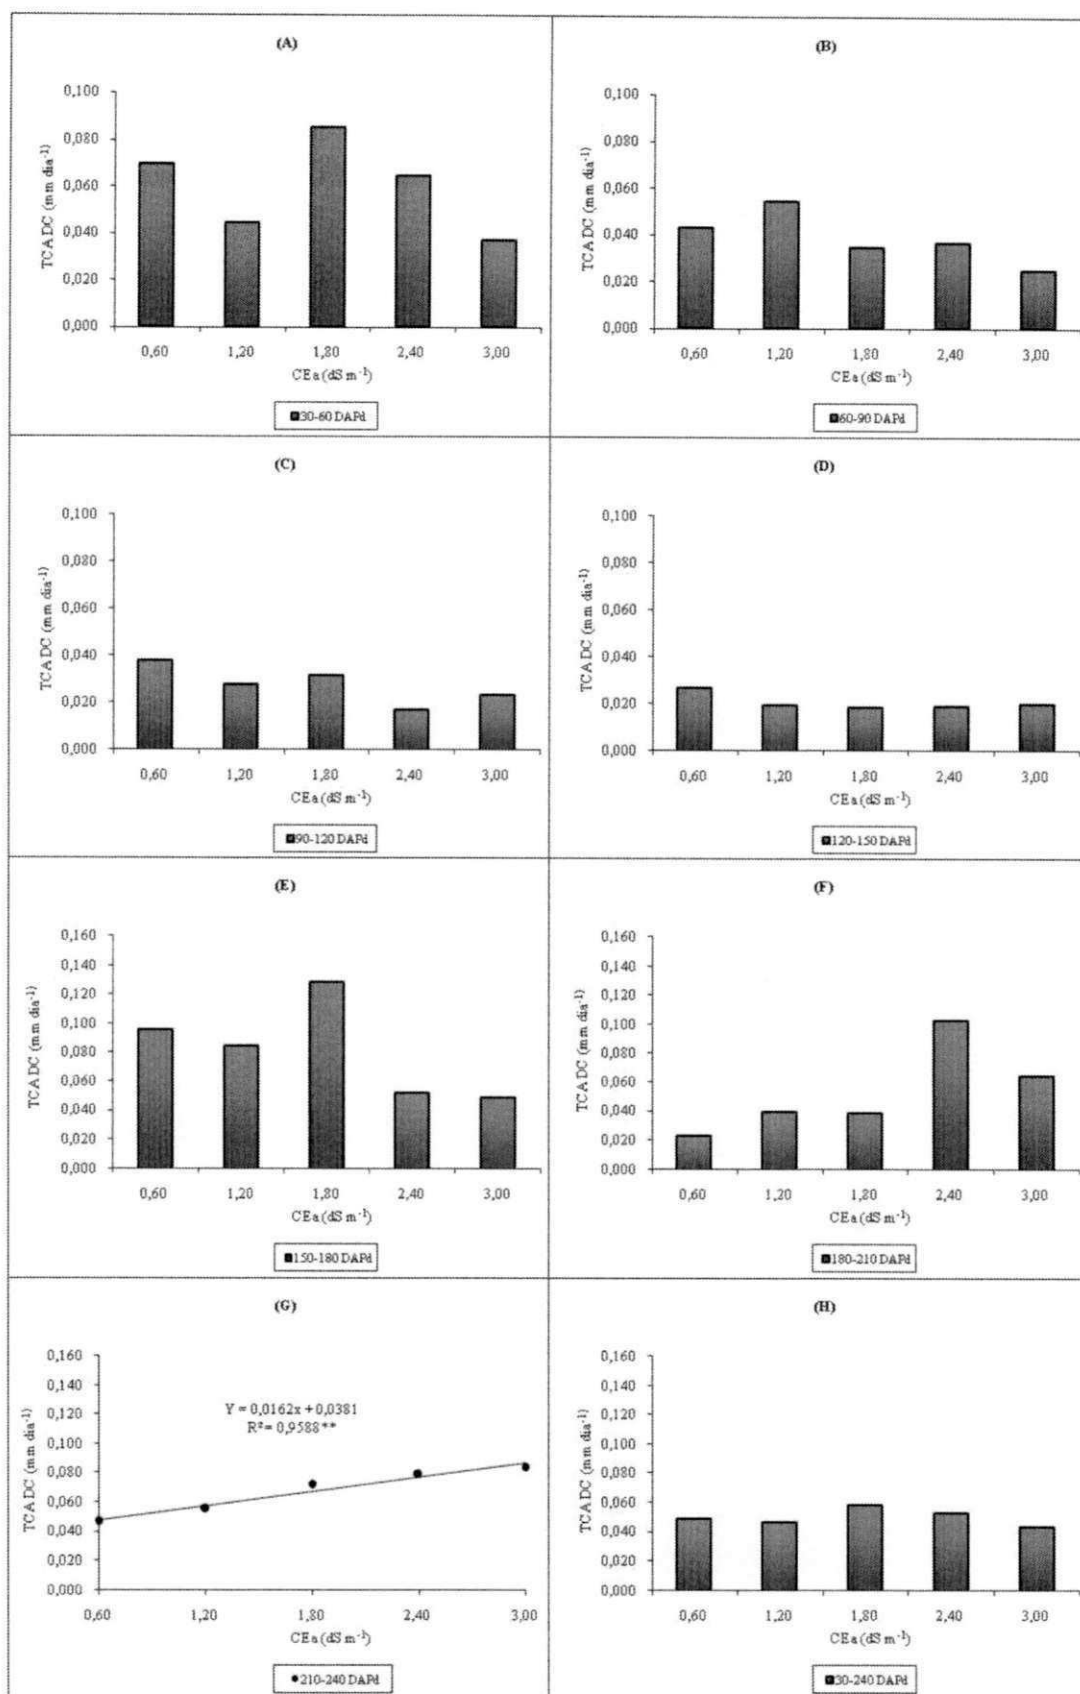 (A)
TCADC (mm dia⁻¹)
0,100
0,080
0,060
0,040
0,020
0,000
0,60 1,20 1,80 2,40 3,00
CEa (dS m⁻¹)
30-60 DAPd
(B)
TCADC (mm dia⁻¹)
0,100
0,080
0,060
0,040
0,020
0,000
0,60 1,20 1,80 2,40 3,00
CEa (dS m⁻¹)
60-90 DAPd
(C)
TCADC (mm dia⁻¹)
0,100
0,080
0,060
0,040
0,020
0,000
0,60 1,20 1,80 2,40 3,00
CEa (dS m⁻¹)
90-120 DAPd
(D)
TCADC (mm dia⁻¹)
0,100
0,080
0,060
0,040
0,020
0,000
0,60 1,20 1,80 2,40 3,00
CEa (dS m⁻¹)
120-150 DAPd
(E)
TCADC (mm dia⁻¹)
0,160
0,140
0,120
0,100
0,080
0,060
0,040
0,020
0,000
0,60 1,20 1,80 2,40 3,00
CEa (dS m⁻¹)
150-180 DAPd
(F)
TCADC (mm dia⁻¹)
0,160
0,140
0,120
0,100
0,080
0,060
0,040
0,020
0,000
0,60 1,20 1,80 2,40 3,00
CEa (dS m⁻¹)
180-210 DAPd
(G)
TCADC (mm dia⁻¹)
0,160
0,140
0,120
0,100
0,080
0,060
0,040
0,020
0,000
Y = 0,0162x + 0,0381
R² = 0,9588 **
0,60 1,20 1,80 2,40 3,00
CEa (dS m⁻¹)
210-240 DAPd
(H)
TCADC (mm dia⁻¹)
0,160
0,140
0,120
0,100
0,080
0,060
0,040
0,020
0,000
0,60 1,20 1,80 2,40 3,00
CEa (dS m⁻¹)
30-240 DAPd